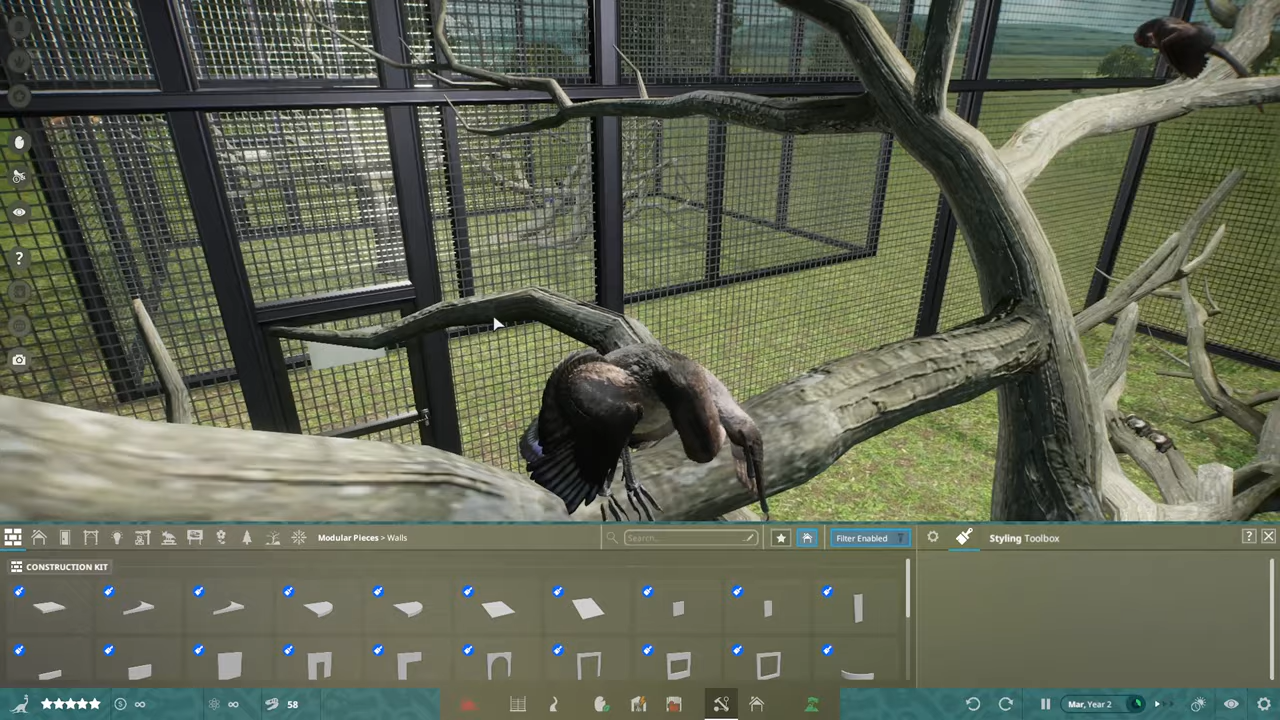 ?
Modular Pieces > Walls
Search...
Filter Enabled
Styling Toolbox
?
CONSTRUCTION KIT
58
Mar, Year 2